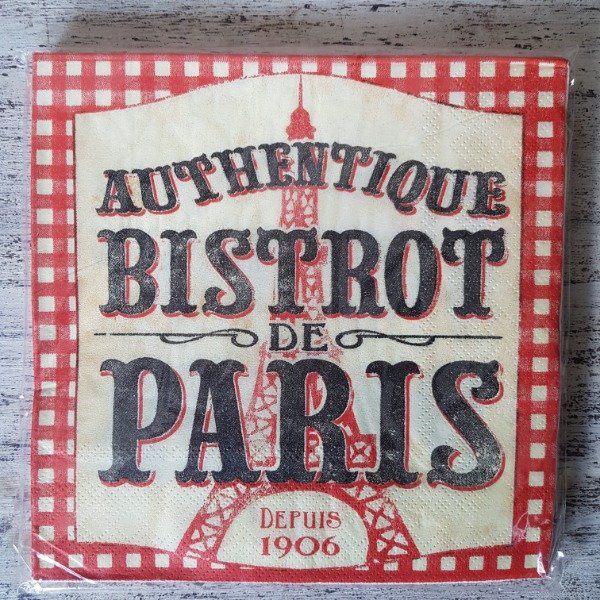 AUTHENTIQUE
BISTROT
DE
PARIS
DEPUIS
1906